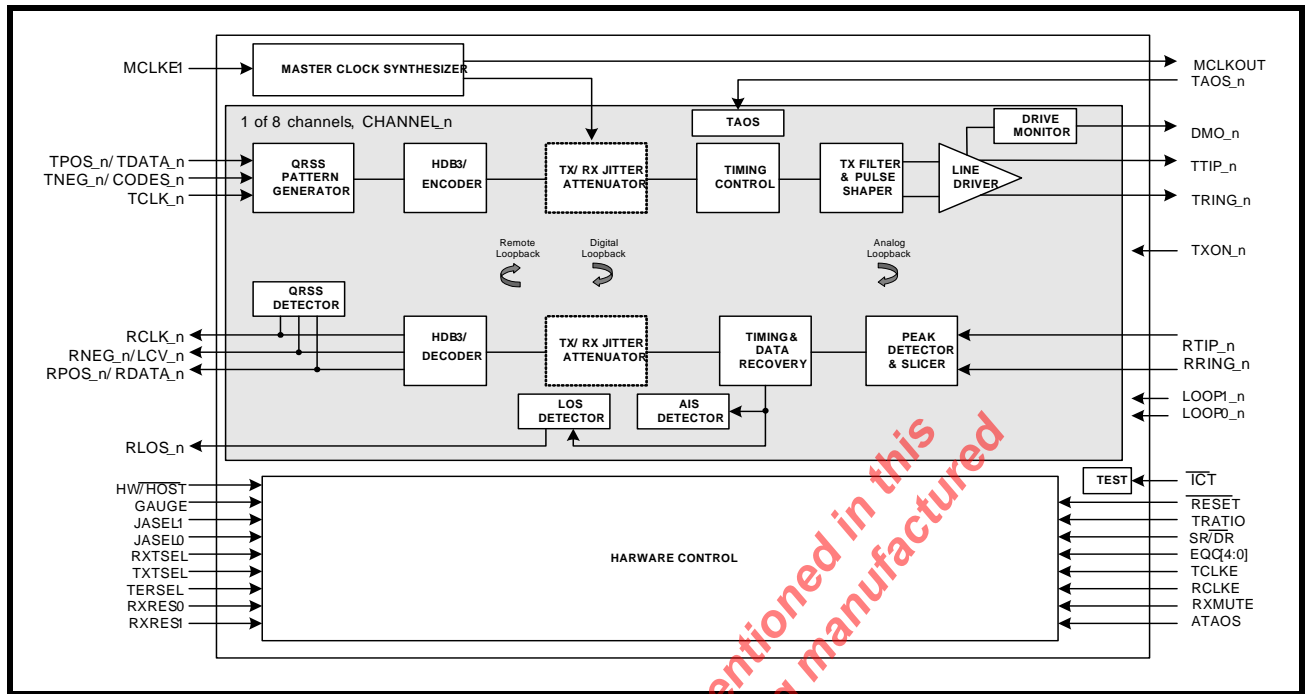 MCLKE1
MASTER CLOCK SYNTHESIZER
MCLKOUT
TAOS_n
1 of 8 channels, CHANNEL_n
TAOS
DRIVE
MONITOR
DMO_n
TPOS_n/ TDATA_n
TNEG_n/ CODES_n
TCLK_n
QRSS
PATTERN
GENERATOR
HDB3/
ENCODER
TX/ RX JITTER
ATTENUATOR
TIMING
CONTROL
TX FILTER
& PULSE
SHAPER
LINE
DRIVER
TTIP_n
TRING_n
Remote
Loopback
Digital
Loopback
Analog
Loopback
TXON_n
QRSS
DETECTOR
RCLK_n
RNEG_n/ LCV_n
RPOS_n/ RDATA_n
HDB3/
DECODER
TX/ RX JITTER
ATTENUATOR
TIMING&
DATA
RECOVERY
PEAK
DETECTOR
& SLICER
RTIP_n
RRING_n
LOS
DETECTOR
AIS
DETECTOR
LOOP1_n
LOOP0_n
RLOS_n
TEST
ICT
HW/HOST
GAUGE
JASEL1
JASEL0
RXTSEL
TXTSEL
TERSEL
RXRES0
RXRES1
HARWARE CONTROL
RESET
TRATIO
SR/DR
EQC[4:0]
TCLKE
RCLKE
RXMUTE
ATAOS
entioned in this
manufactured